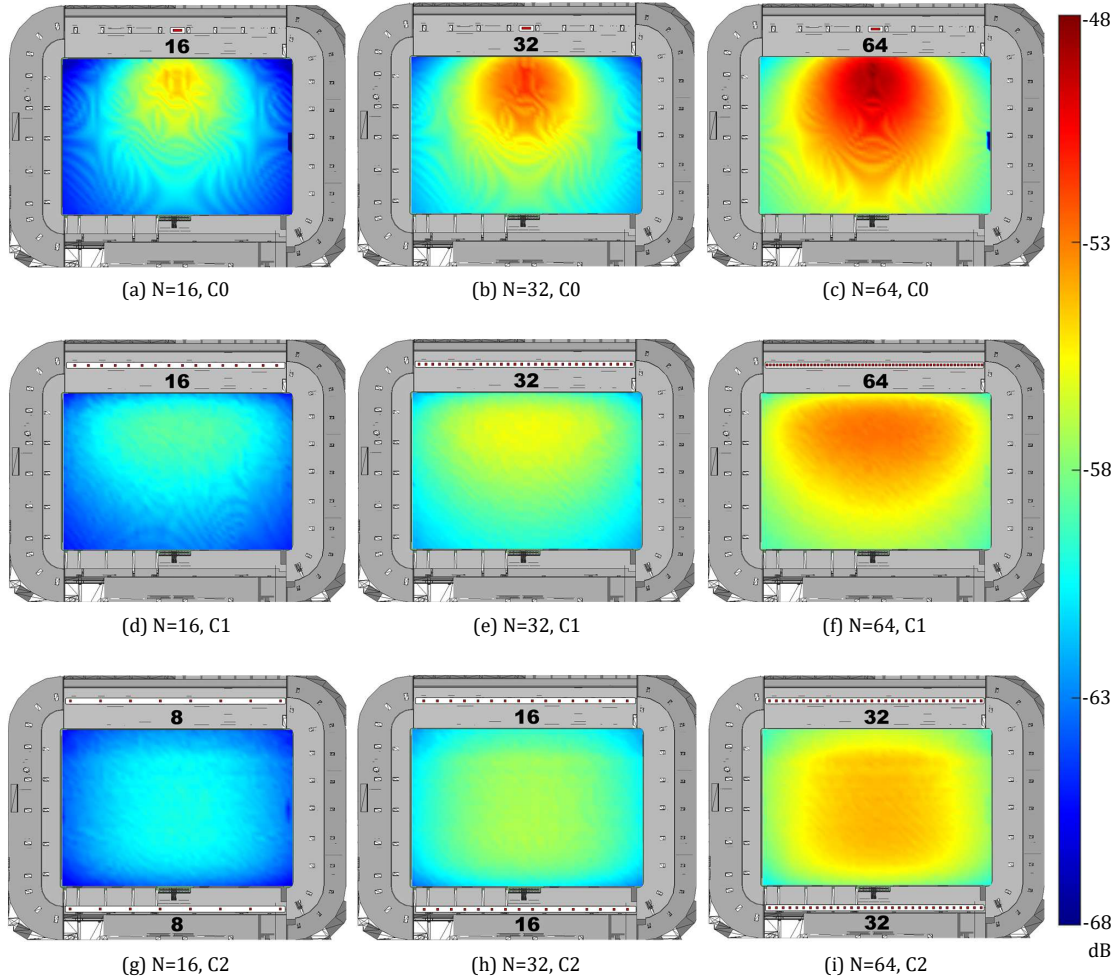 16
32
64
-48
(a) N=16, C0
(b) N=32, C0
(c) N=64, C0
-53
16
32
64
-58
(d) N=16, C1
(e) N=32, C1
(f) N=64, C1
-63
8
16
32
8
16
32
-68
dB
(g) N=16, C2
(h) N=32, C2
(i) N=64, C2